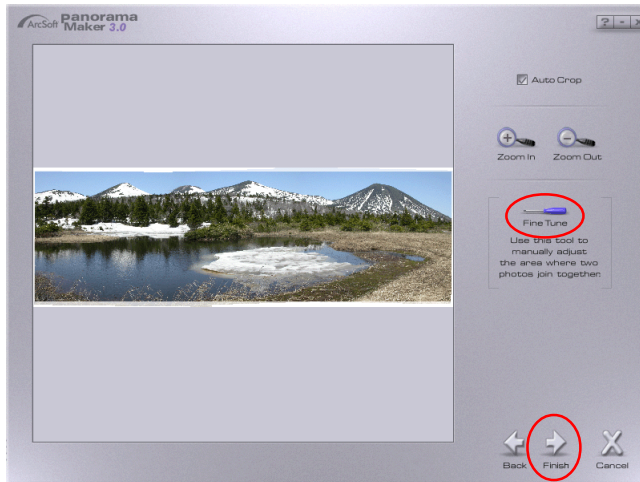 ArcSoft Panorama
Maker 3.0
? - x
Auto Crop
Zoom In Zoom Out
Fine Tune
Use this tool to
manually adjust
the area where two
photos join together.
Back Finish Cancel